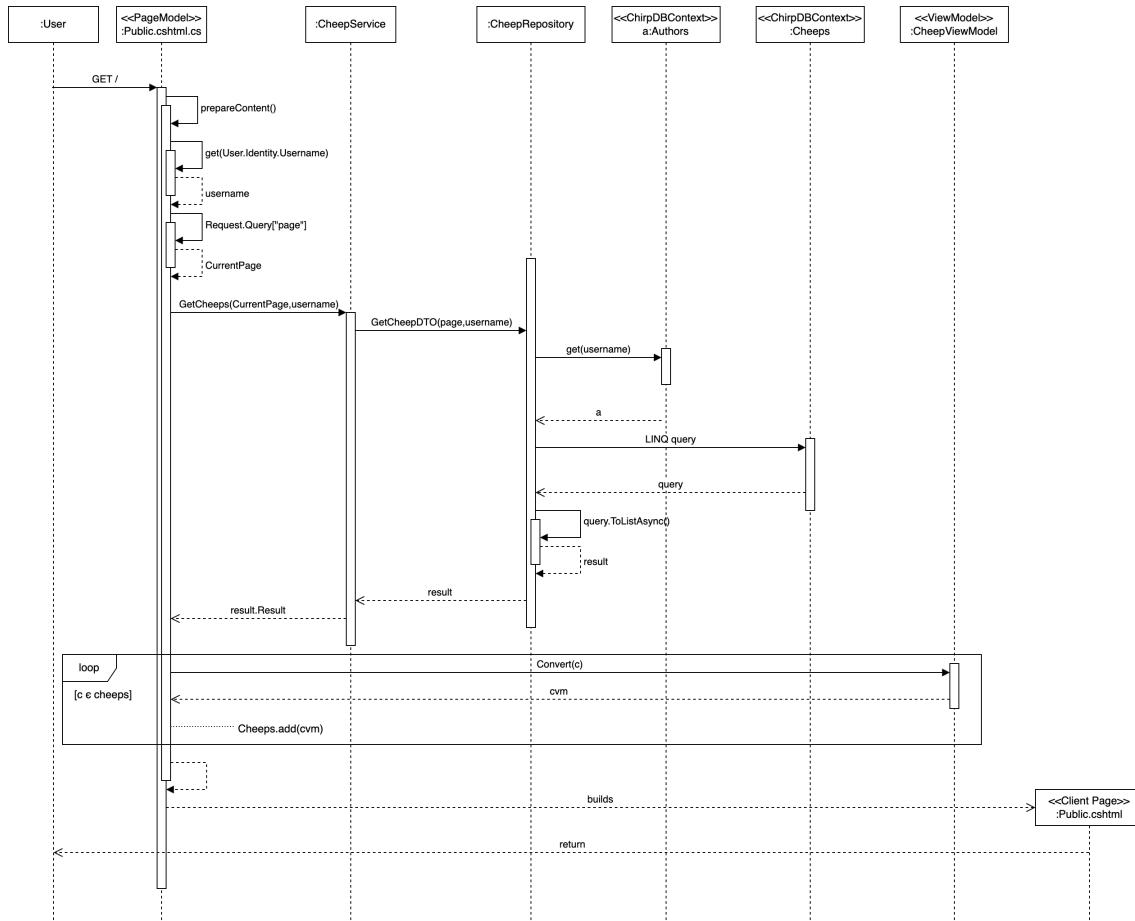 :User
<<PageModel>>
:Public.cshtml.cs
:CheepService
:CheepRepository
<<ChirpDBContext>>
a:Authors
<<ChirpDBContext>>
:Cheeps
<<ViewModel>>
:CheepViewModel
GET /
prepareContent()
get(User.Identity.Username)
username
Request.Query["page"]
CurrentPage
GetCheeps(CurrentPage,username)
GetCheepDTO(page,username)
get(username)
a
LINQ query
query
query.ToListAsync()
result
result
result.Result
loop
Convert(c)
[c ϵ cheeps]
cvm
Cheeps.add(cvm)
builds
<<Client Page>>
:Public.cshtml
return